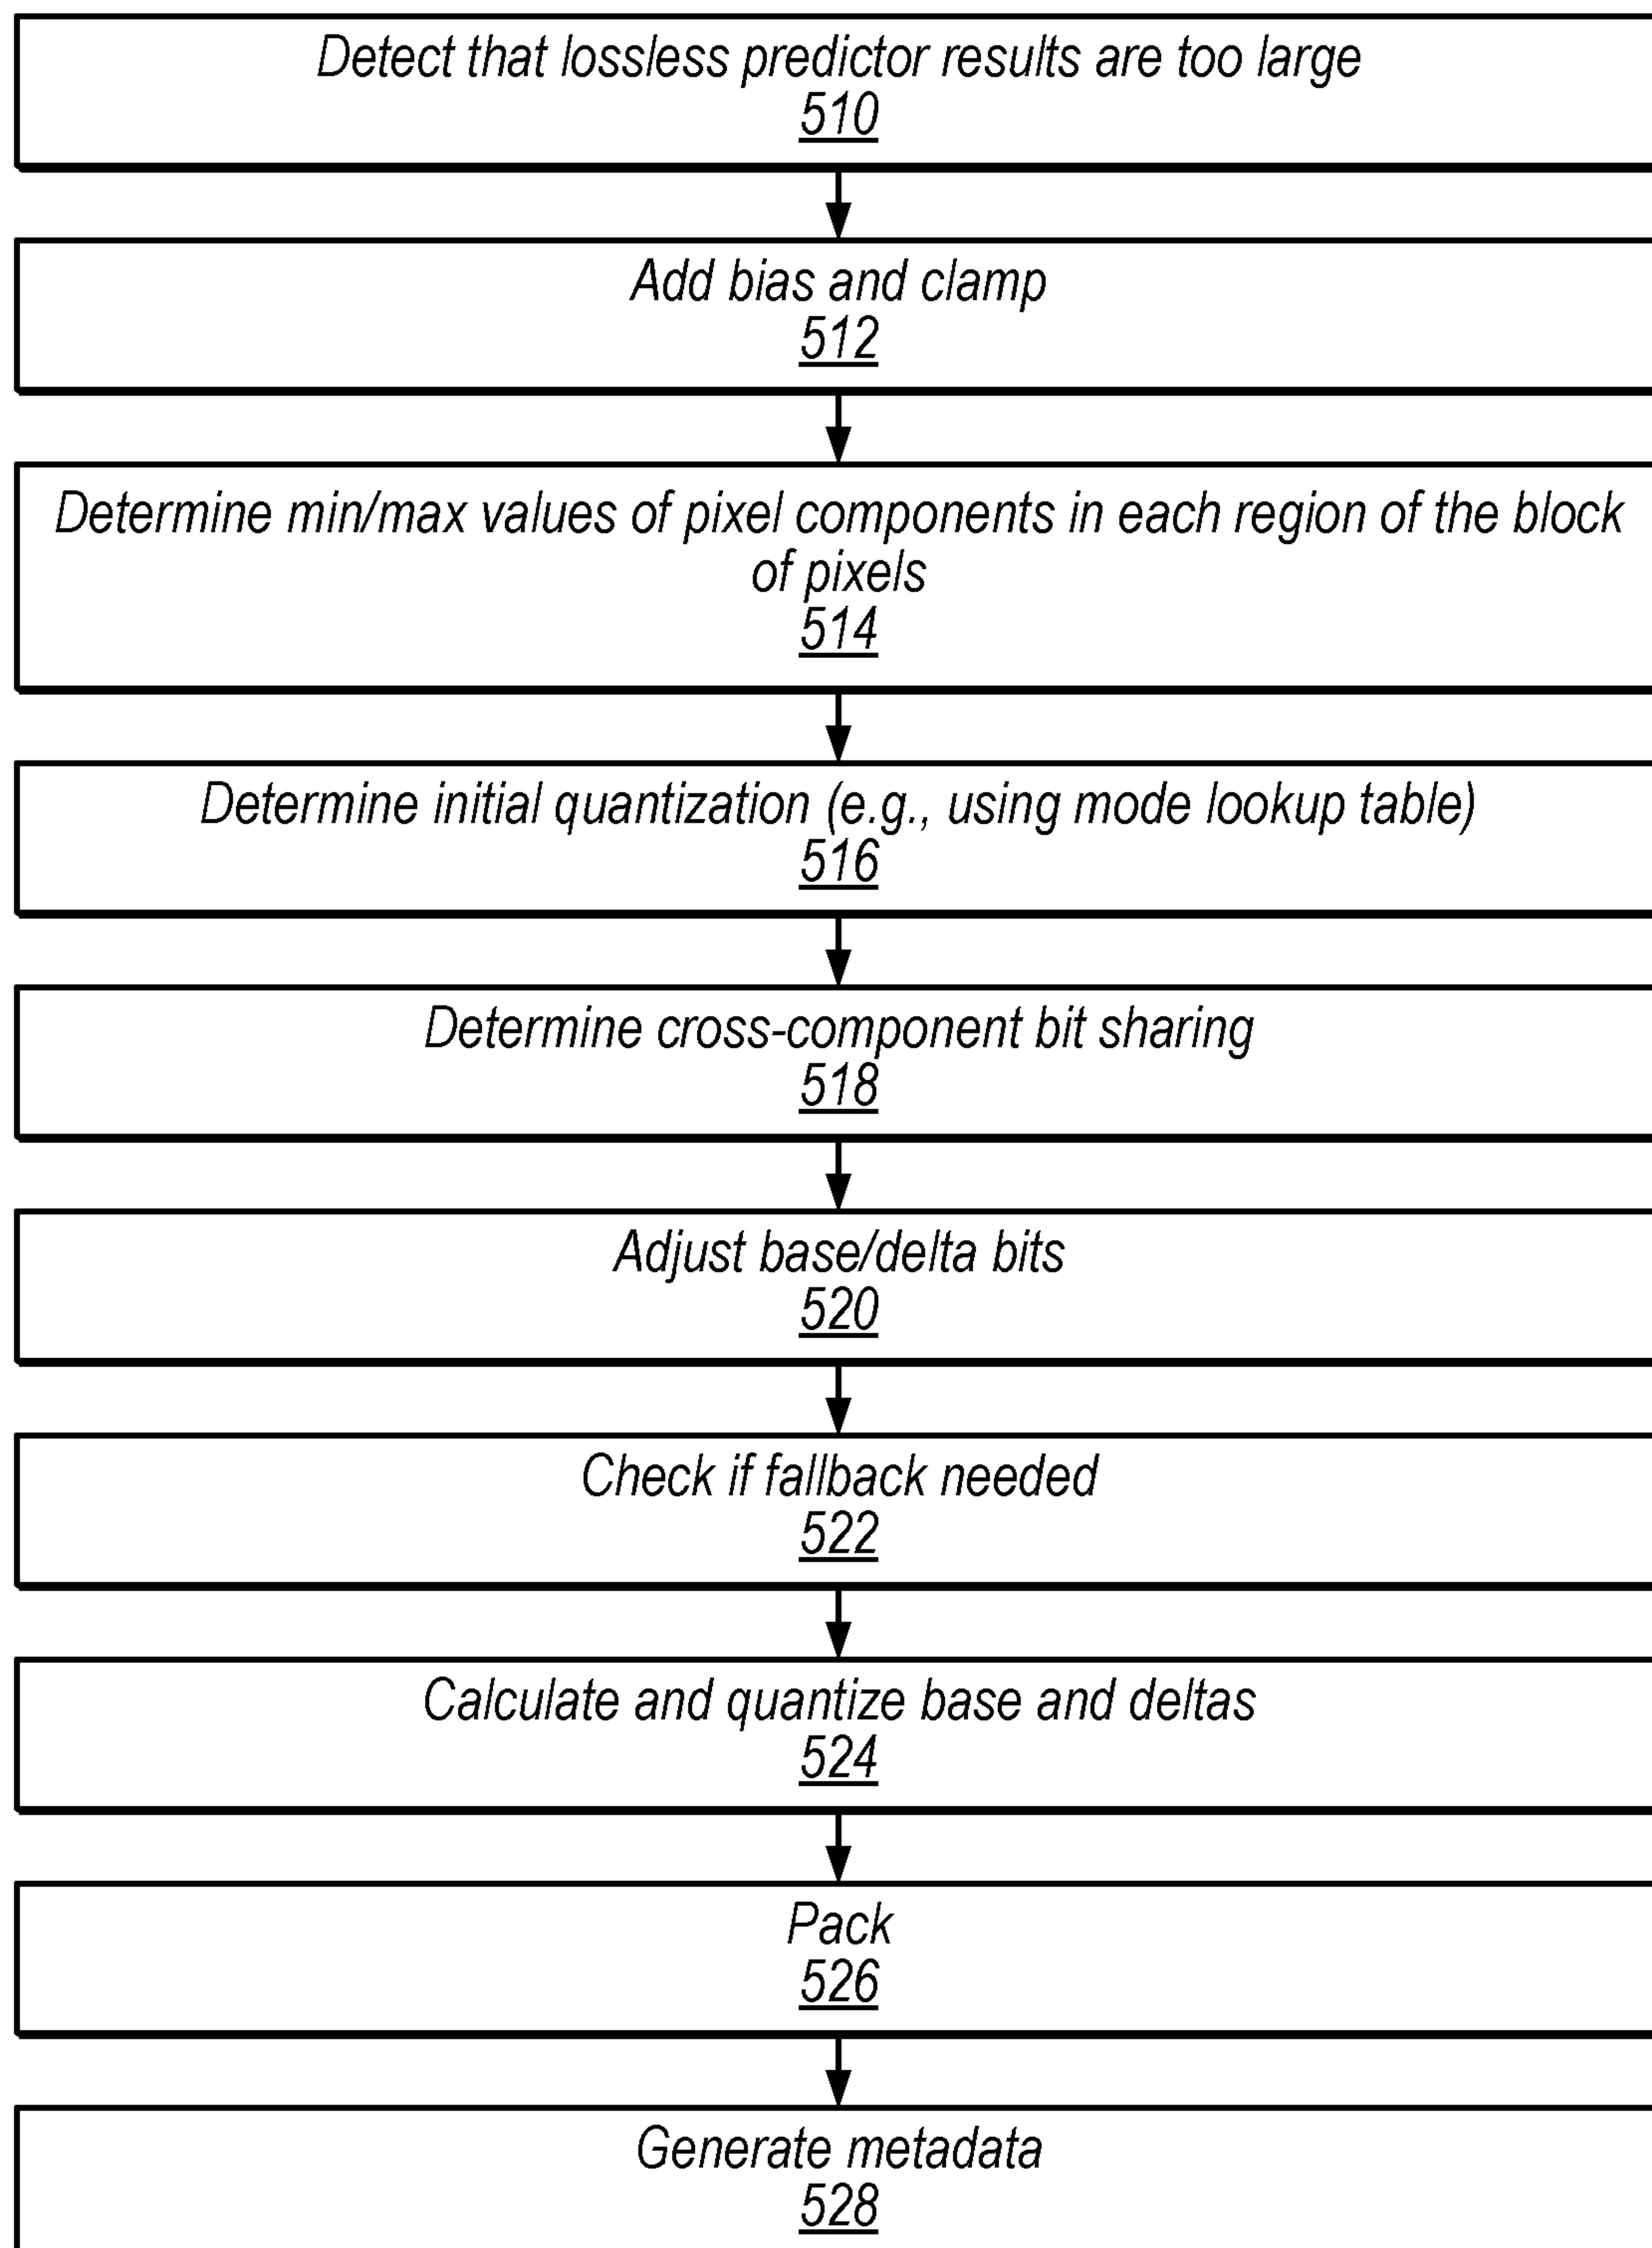 Detect that lossless predictor results are too large
510
Add bias and clamp
512
Determine min/max values of pixel components in each region of the block
of pixels
514
Determine initial quantization (e.g., using mode lookup table)
516
Determine cross-component bit sharing
518
Adjust base/delta bits
520
Check if fallback needed
522
Calculate and quantize base and deltas
524
Pack
526
Generate metadata
528